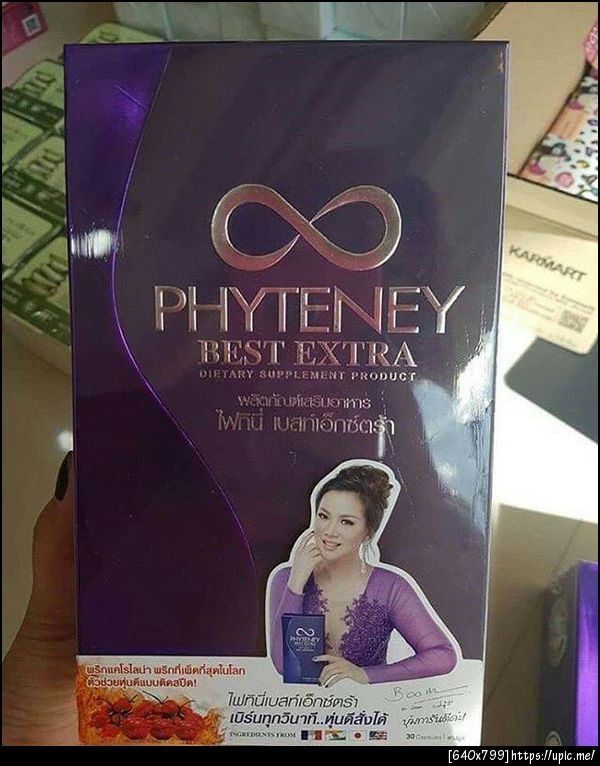 PHYTENEY
BEST EXTRA
DIETARY SUPPLEMENT PRODUCT
ผลิตภัณฑ์เสริมอาหาร
ไฟทินี่ เบสท์เอ็กซ์ตร้า
KARMART
PHYTENEY
พริกแคโรไลน่า พริกที่เผ็ดที่สุดในโลก
ตัวช่วยหุ่นดีแบบติดสปีด!
ไฟทินี่เบสท์เอ็กซ์ตร้า
เบิร์นทุกวินาที..หุ่นดีสั่งได้
INGREDIENTS FROM
Boom
30 Capsules
[640x799]https://upic.me/